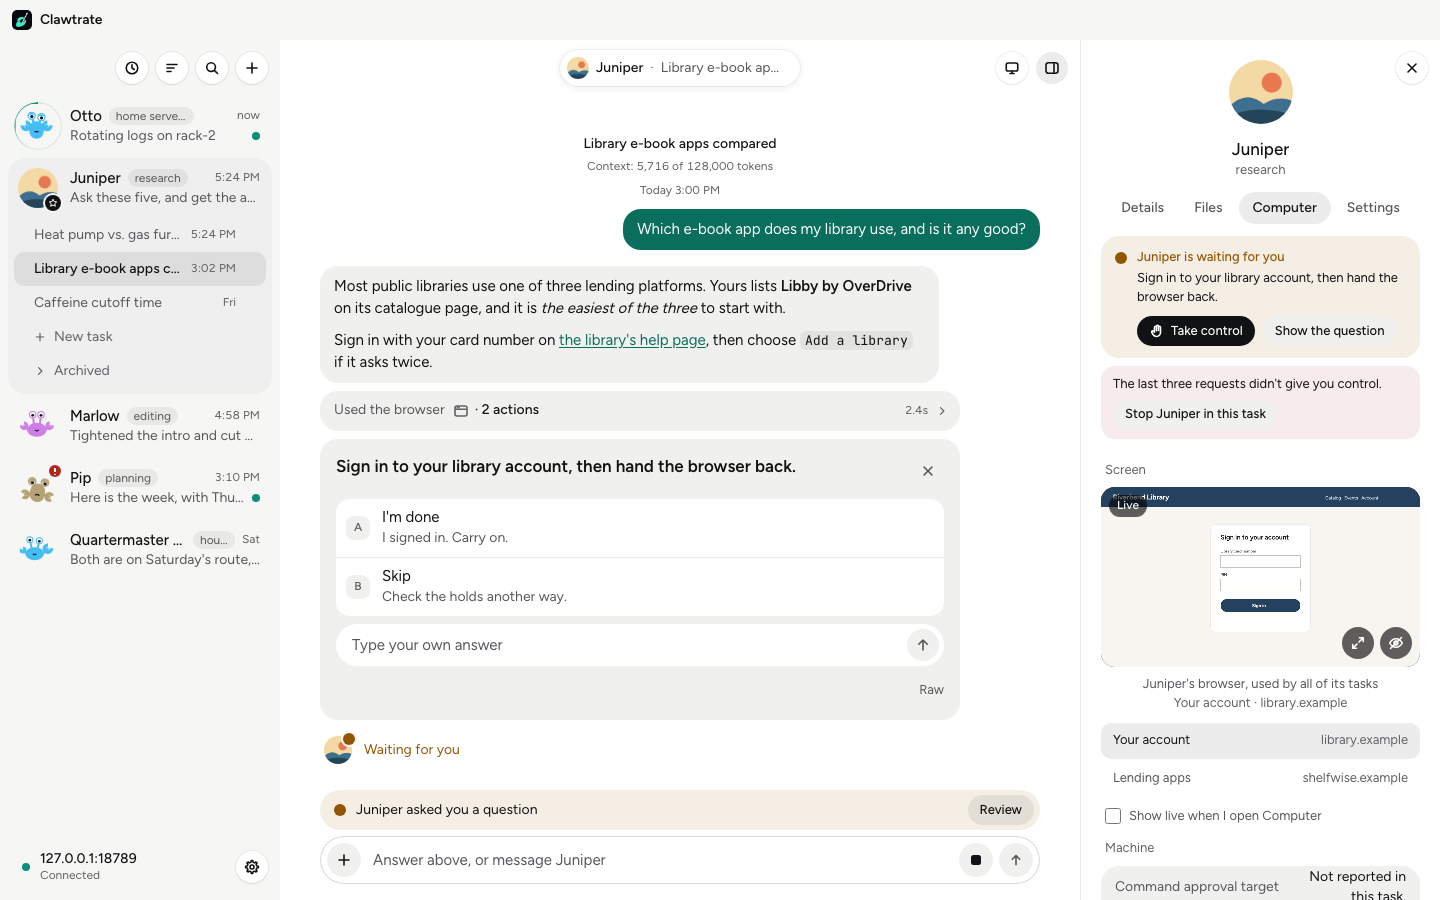 Clawtrate
Otto
home serve...
now
Rotating logs on rack-2
Juniper
research
5:24 PM
Ask these five, and get the a...
Heat pump vs. gas fur...
5:24 PM
Library e-book apps c...
3:02 PM
Caffeine cutoff time
Fri
New task
Archived
Marlow
editing
4:58 PM
Tightened the intro and cut ...
Pip
planning
3:10 PM
Here is the week, with Thu...
Quartermaster ...
hou...
Sat
Both are on Saturday's route,...
127.0.0.1:18789
Connected
Juniper · Library e-book ap...
Library e-book apps compared
Context: 5,716 of 128,000 tokens
Today 3:00 PM
Which e-book app does my library use, and is it any good?
Most public libraries use one of three lending platforms. Yours lists Libby by OverDrive
on its catalogue page, and it is the easiest of the three to start with.
Sign in with your card number on the library's help page, then choose Add a library
if it asks twice.
Used the browser · 2 actions
2.4s
Sign in to your library account, then hand the browser back.
A
I'm done
I signed in. Carry on.
B
Skip
Check the holds another way.
Type your own answer
Raw
Waiting for you
Juniper asked you a question
Review
Answer above, or message Juniper
Juniper
research
Details
Files
Computer
Settings
Juniper is waiting for you
Sign in to your library account, then hand the
browser back.
Take control
Show the question
The last three requests didn't give you control.
Stop Juniper in this task
Screen
Riverbend Library
Catalog Events Account
Live
Sign in to your account
Library card number
PIN
Sign in
Juniper's browser, used by all of its tasks
Your account · library.example
Your account
library.example
Lending apps
shelfwise.example
Show live when I open Computer
Machine
Command approval target
Not reported in
this task.